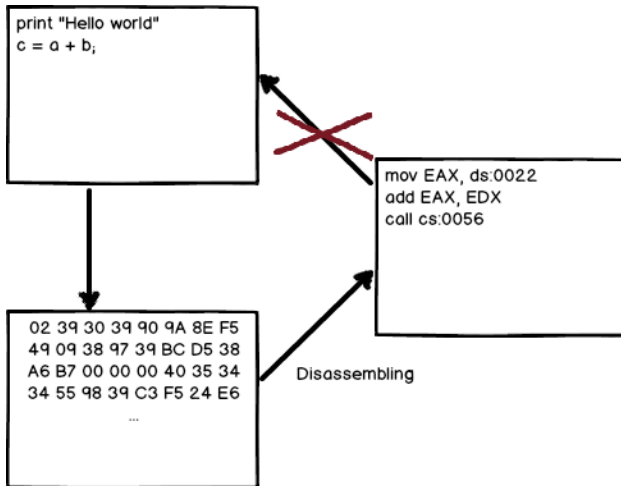 print "Hello world"
c = a + b;
mov EAX, ds:0022
add EAX, EDX
call cs:0056
02 39 30 39 90 9A 8E F5
49 09 38 97 39 BC D5 38
A6 B7 00 00 00 40 35 34
34 55 98 39 C3 F5 24 E6
...
Disassembling